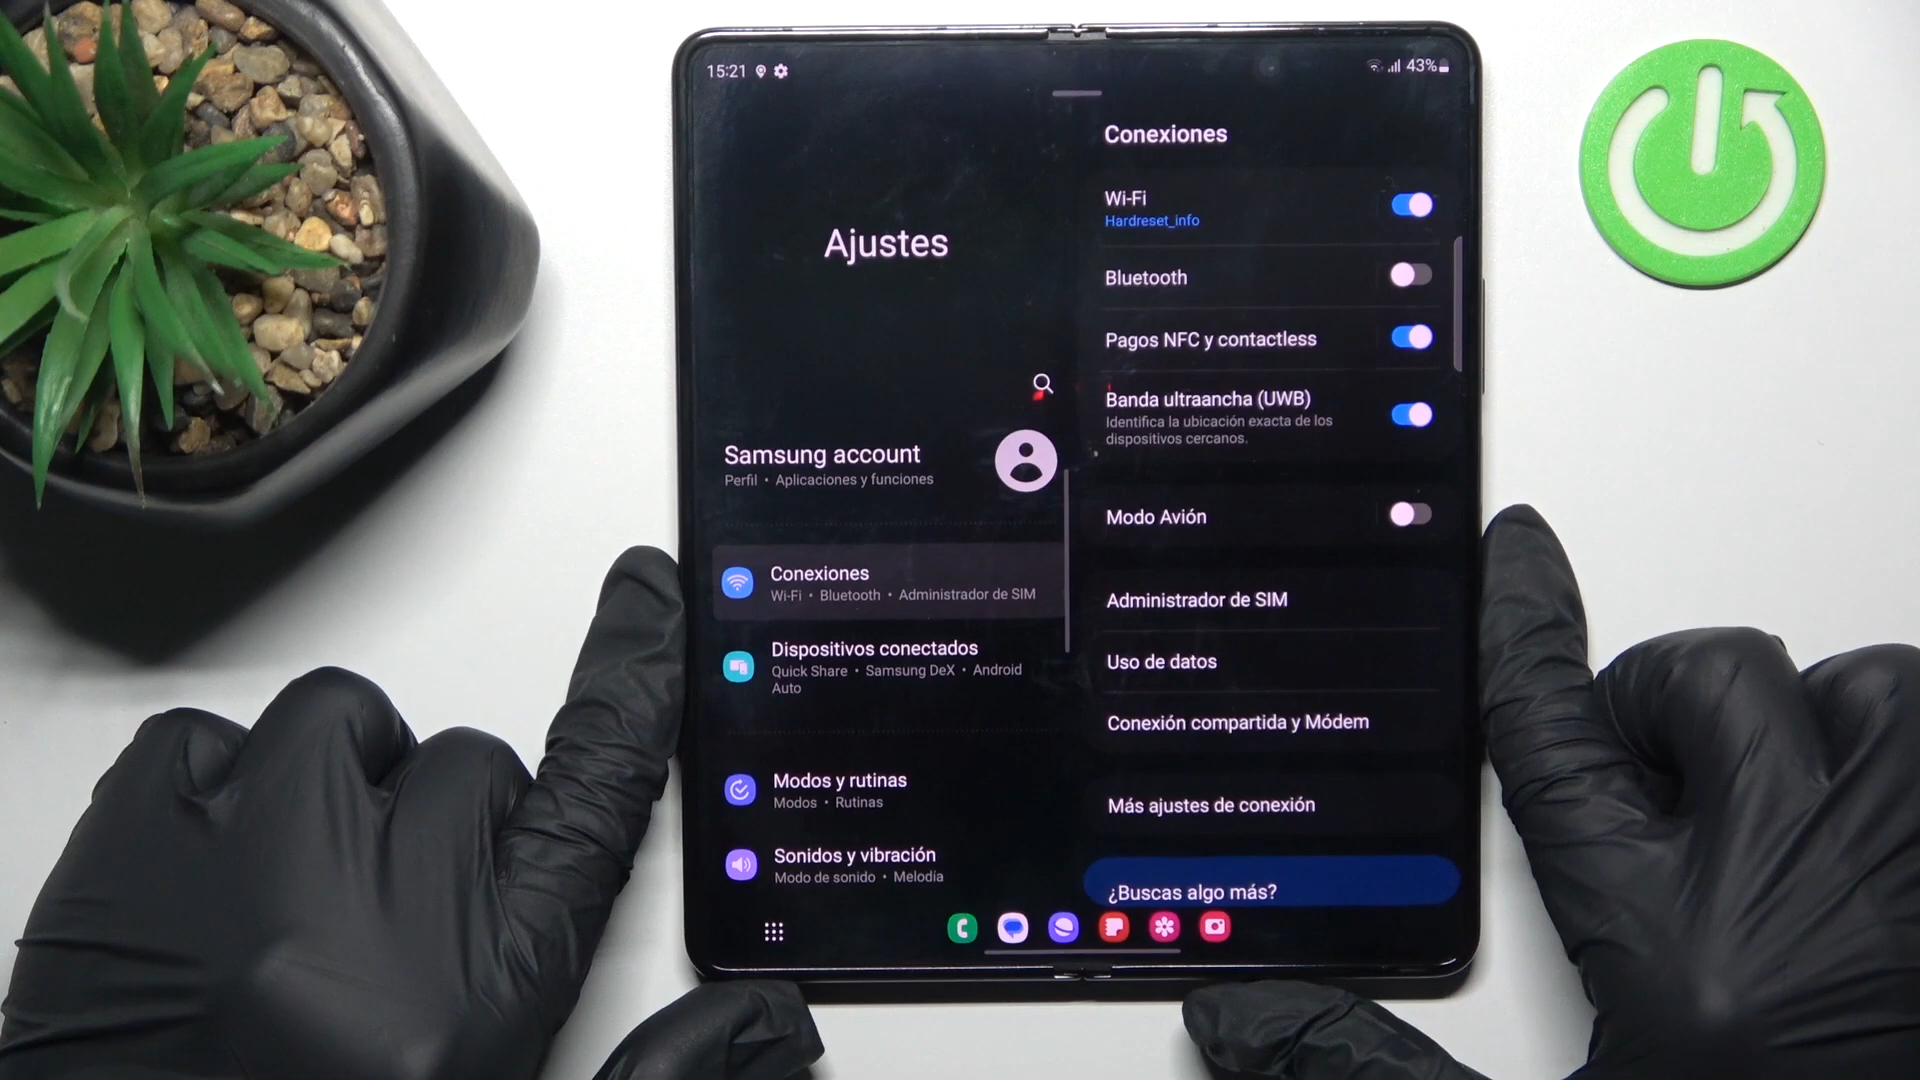 15:21
43%
Ajustes
Samsung account
Perfil • Aplicaciones y funciones
Conexiones
Wi-Fi • Bluetooth • Administrador de SIM
Dispositivos conectados
Quick Share • Samsung DeX • Android
Auto
Modos y rutinas
Modos • Rutinas
Sonidos y vibración
Modo de sonido • Melodía
Conexiones
Wi-Fi
Hardreset_info
Bluetooth
Pagos NFC y contactless
Banda ultraancha (UWB)
Identifica la ubicación exacta de los
dispositivos cercanos.
Modo Avión
Administrador de SIM
Uso de datos
Conexión compartida y Módem
Más ajustes de conexión
¿Buscas algo más?